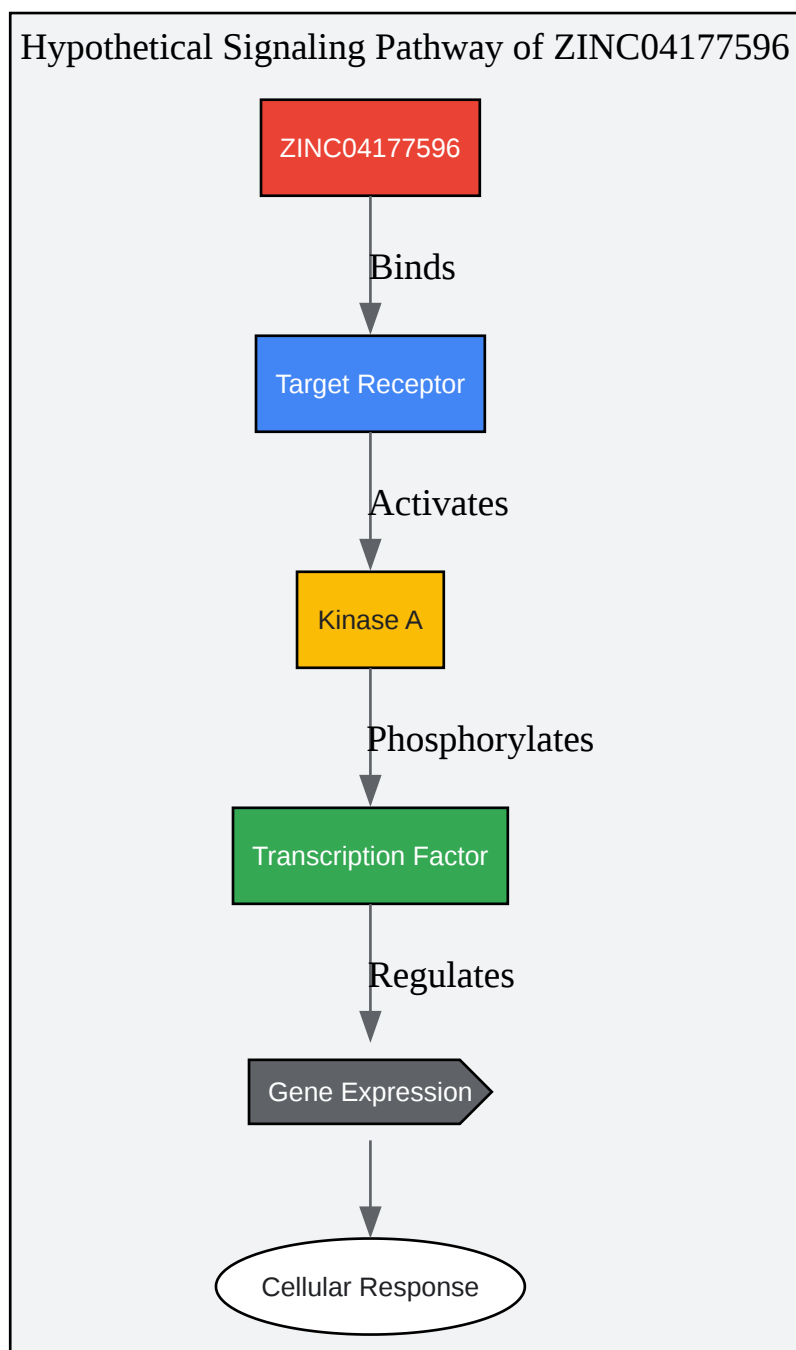 Hypothetical Signaling Pathway of ZINC04177596
ZINC04177596
Binds
Target Receptor
Activates
Kinase A
Phosphorylates
Transcription Factor
Regulates
Gene Expression
Cellular Response